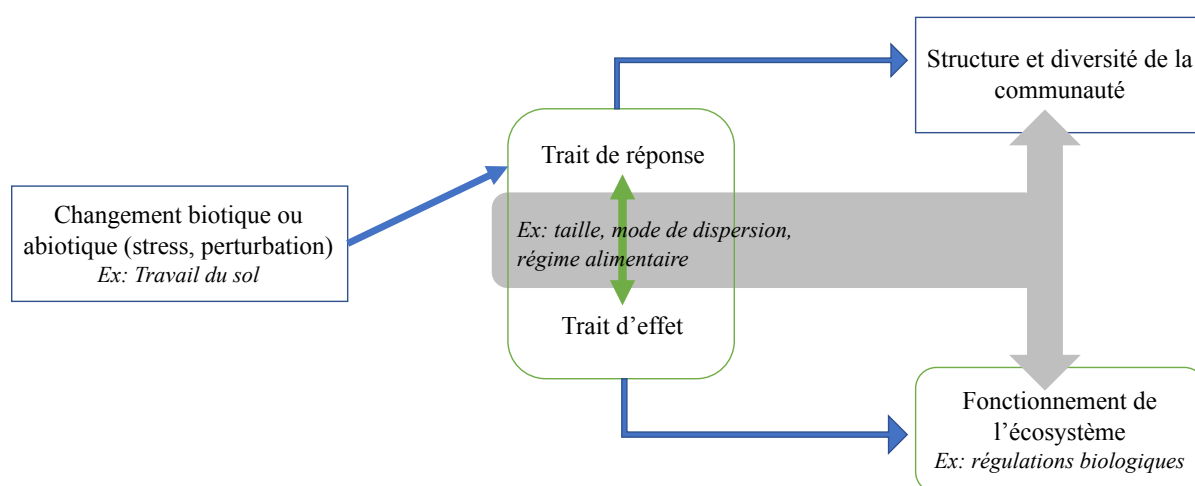 Structure et diversité de la
communauté
Trait de réponse
Changement biotique ou
abiotique (stress, perturbation)
Ex: Travail du sol
Ex: taille, mode de dispersion,
régime alimentaire
Trait d’effet
Fonctionnement de
l’écosystème
Ex: régulations biologiques